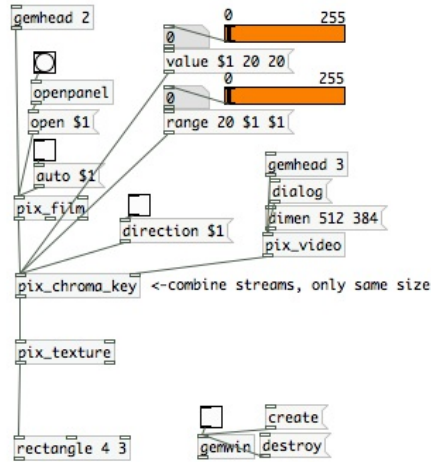 gemhead 2
0
255
0
value $1 20 20
openpanel
0
255
0
open $1
range 20 $1 $1
auto $1
gemhead 3
dialog
pix_film
dimen 512 384
direction $1
pix_video
pix_chroma_key
<-combine streams, only same size
pix_texture
create
rectangle 4 3
gemwin
destroy